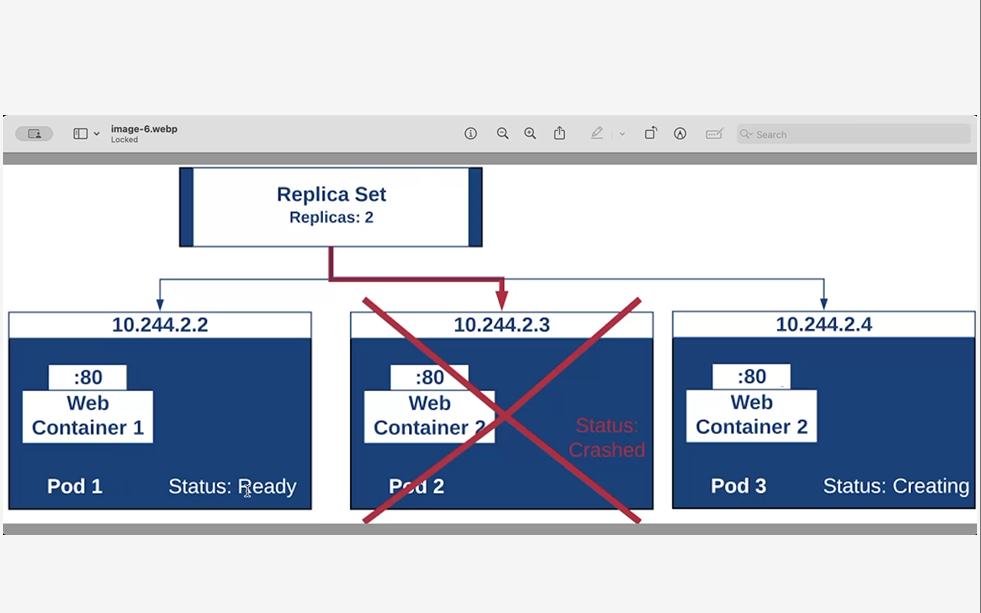 image-6.webp
Locked
Search
Replica Set
Replicas: 2
10.244.2.2
:80
Web
Container 1
Pod 1
Status: Ready
10.244.2.3
:80
Web
Container 2
Status:
Crashed
Pod 2
10.244.2.4
:80
Web
Container 2
Pod 3
Status: Creating